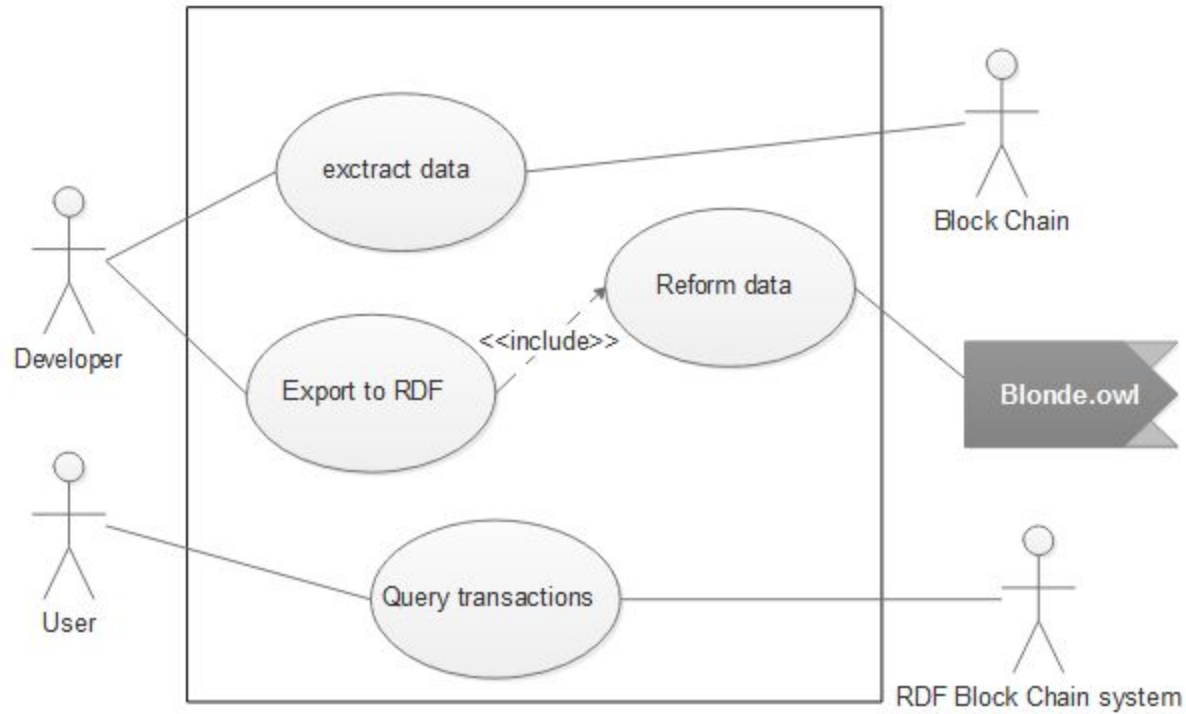 exctract data
Block Chain
Reform data
<<include>>
Developer
Export to RDF
Blonde.owl
Query transactions
User
RDF Block Chain system